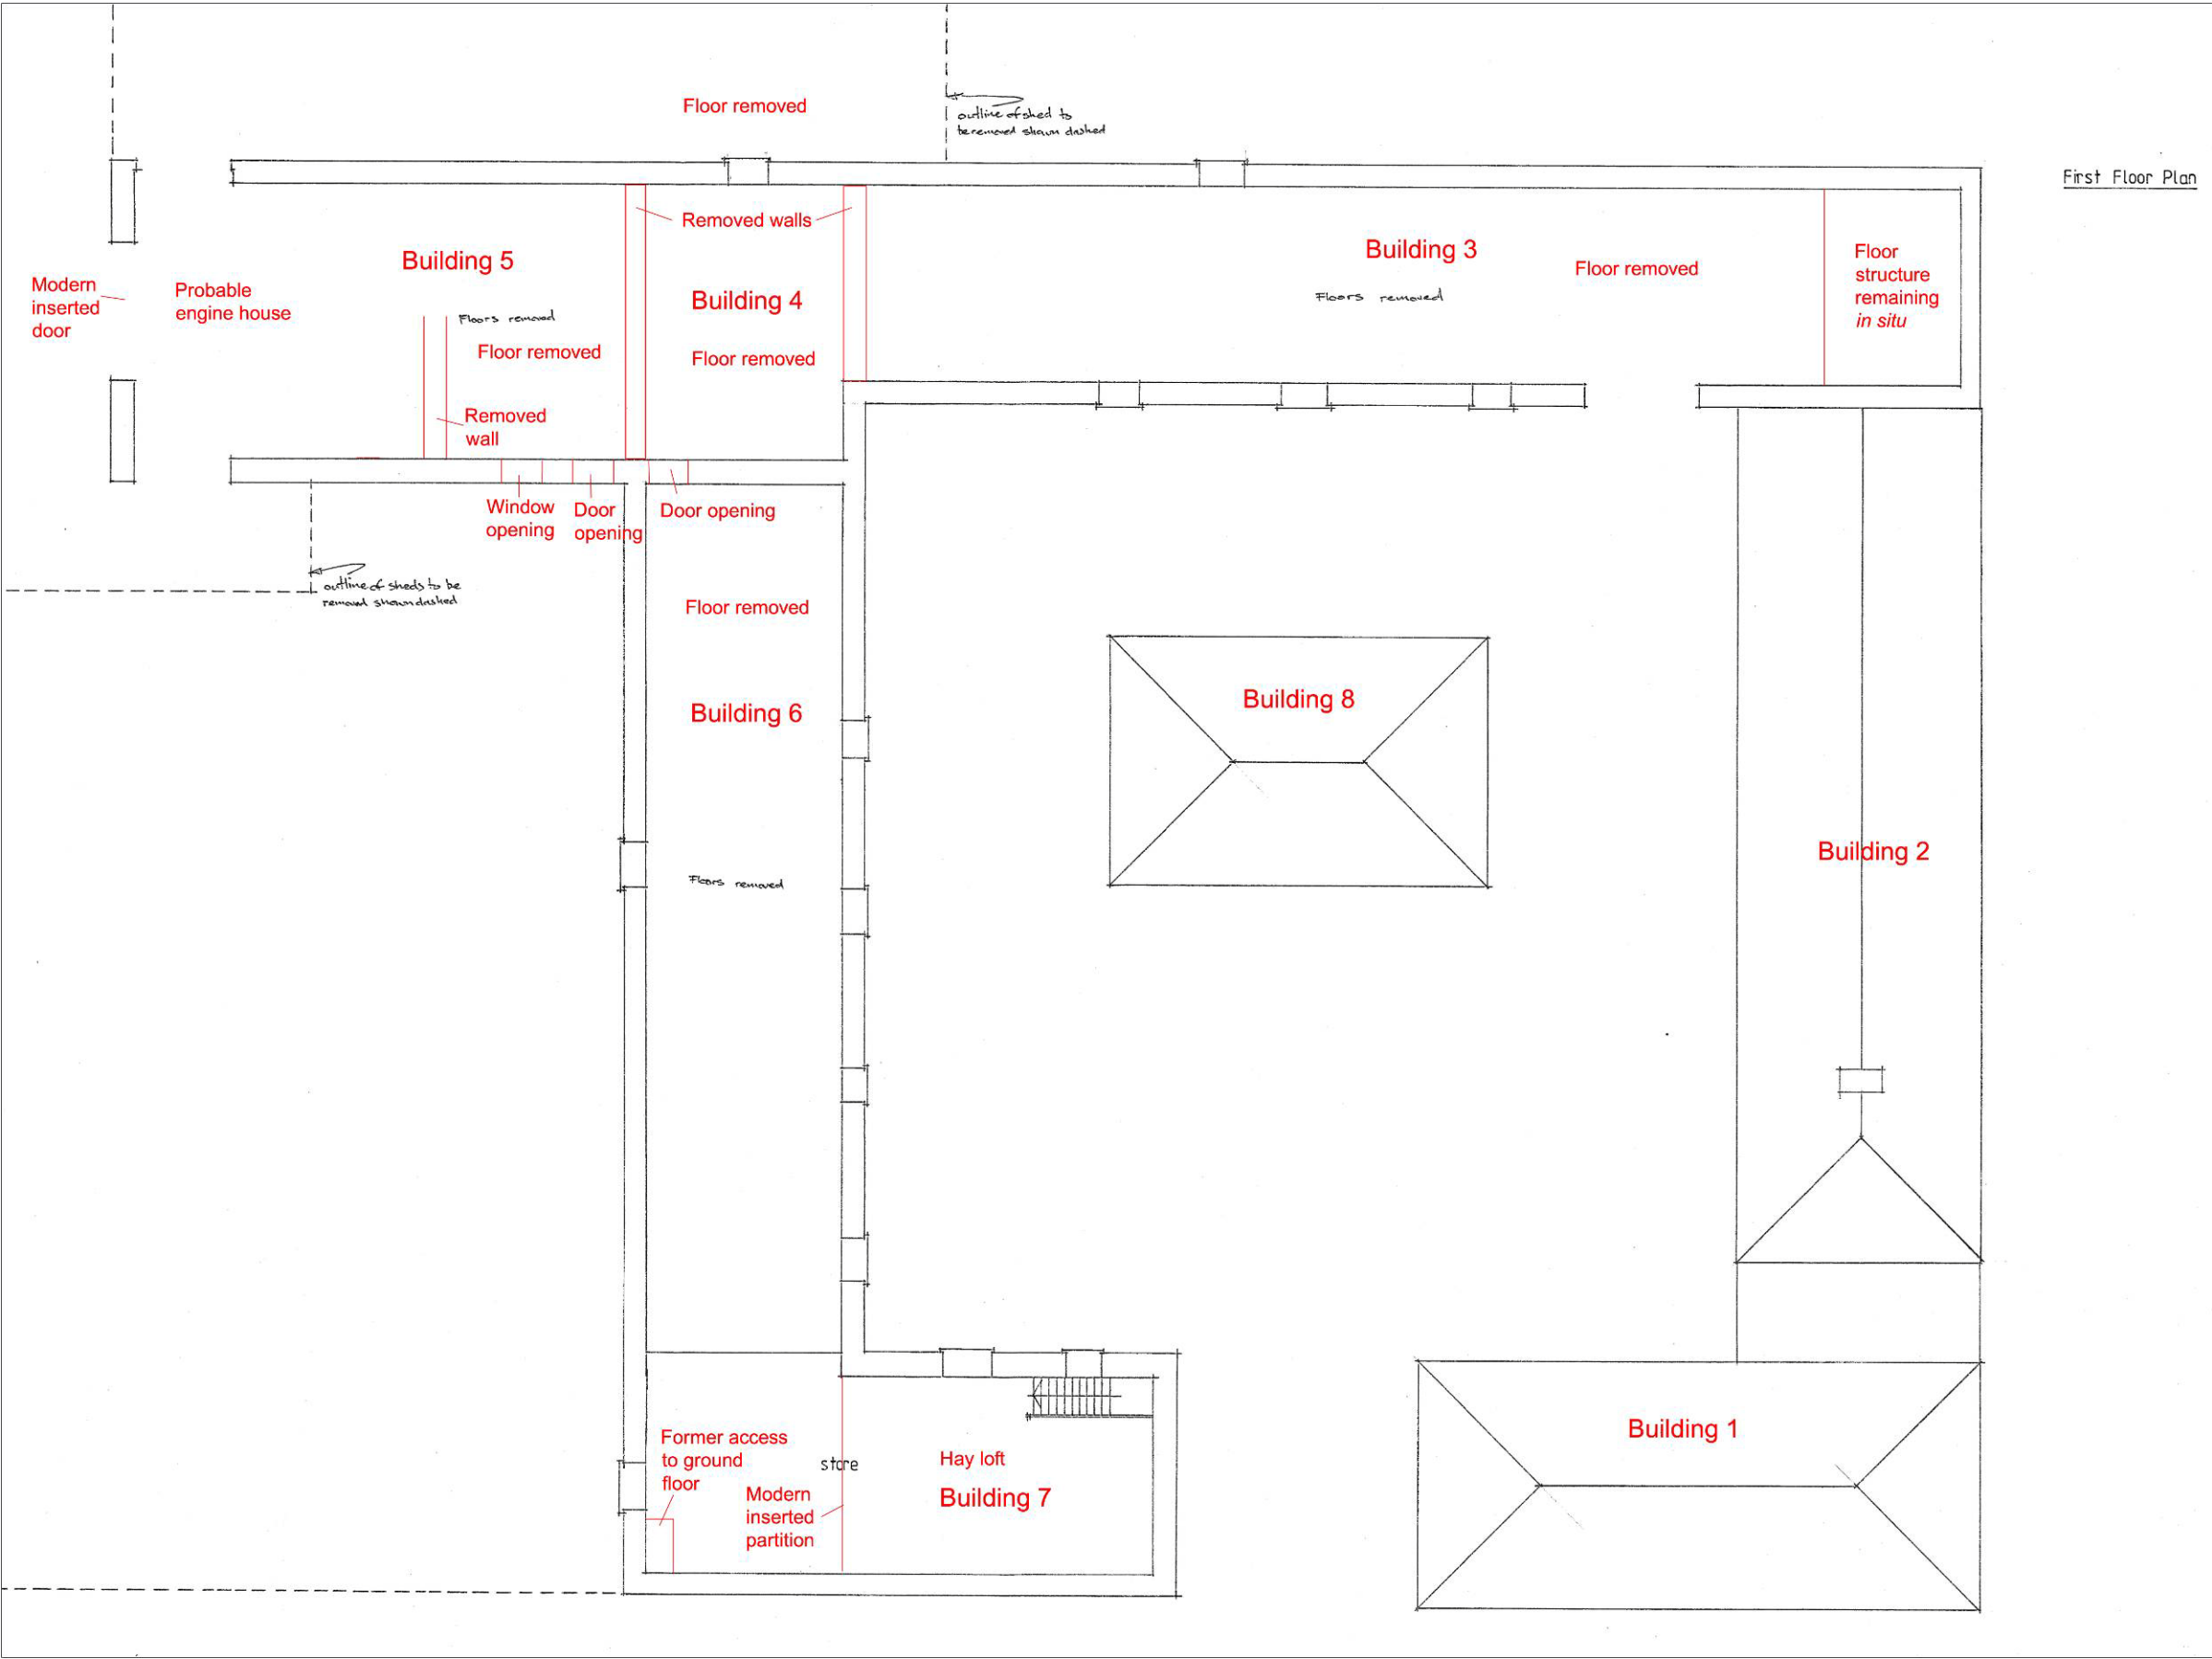 Floor removed
outline of shed to
be removed shown dashed
First Floor Plan
Removed walls
Building 5
Building 4
Building 3
Floor removed
Floors removed
Floor
structure
remaining
in situ
Modern
inserted
door
Probable
engine house
Floors removed
Floor removed
Floor removed
Removed
wall
Window
opening
Door
opening
Door opening
outline of sheds to be
removed shown dashed
Floor removed
Building 6
Building 8
Building 2
Floors removed
Former access
to ground
floor
store
Modern
inserted
partition
Hay loft
Building 7
Building 1